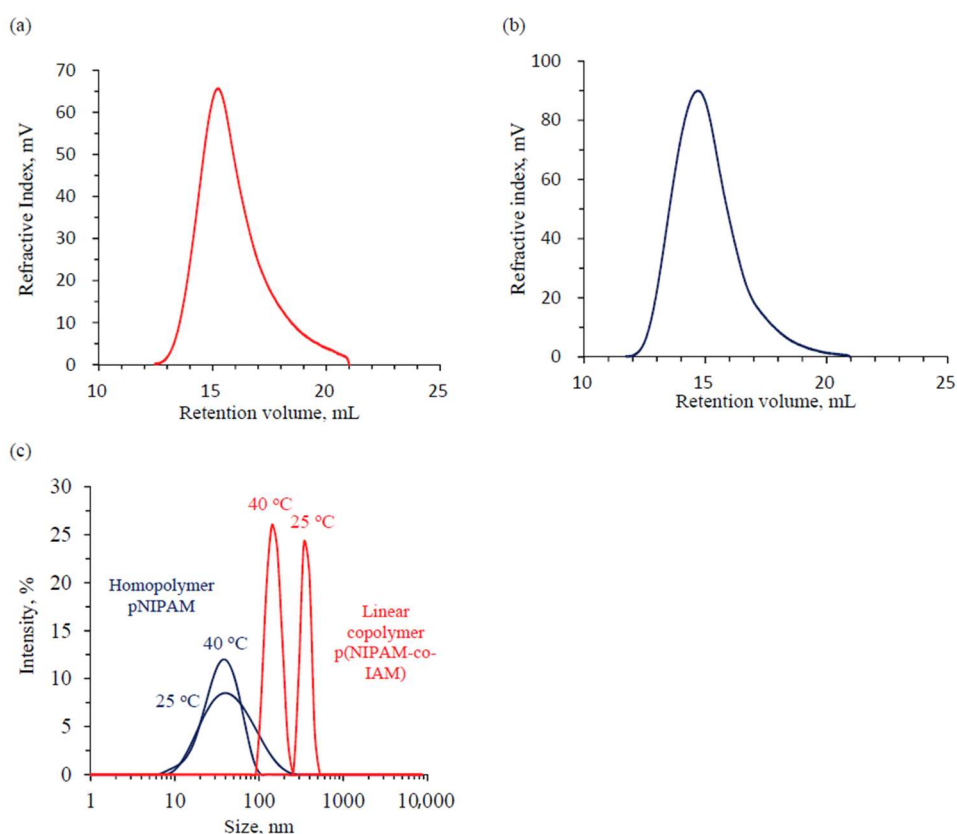 (a)
(b)
70
60
50
40
30
20
10
0
Refractive Index, mV
10
15
20
25
Retention volume, mL
100
80
60
40
20
0
Refractive index, mV
10
15
20
25
Retention volume, mL
(c)
30
25
20
15
10
5
0
Intensity, %
40 °C
25 °C
Homopolymer
pNIPAM
40 °C
25 °C
Linear
copolymer
p(NIPAM-co-
IAM)
1
10
100
1000
10,000
Size, nm